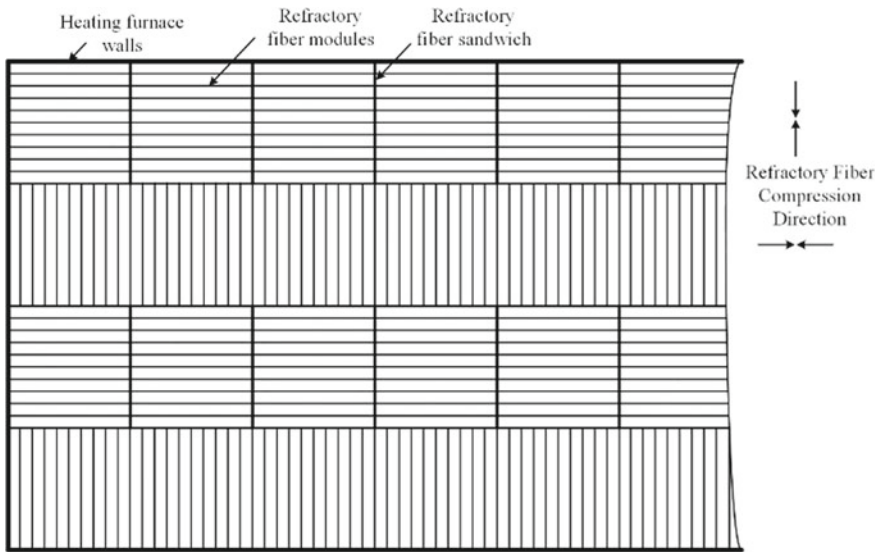 Heating furnace
walls
Refractory
fiber modules
Refractory
fiber sandwich
Refractory Fiber
Compression
Direction